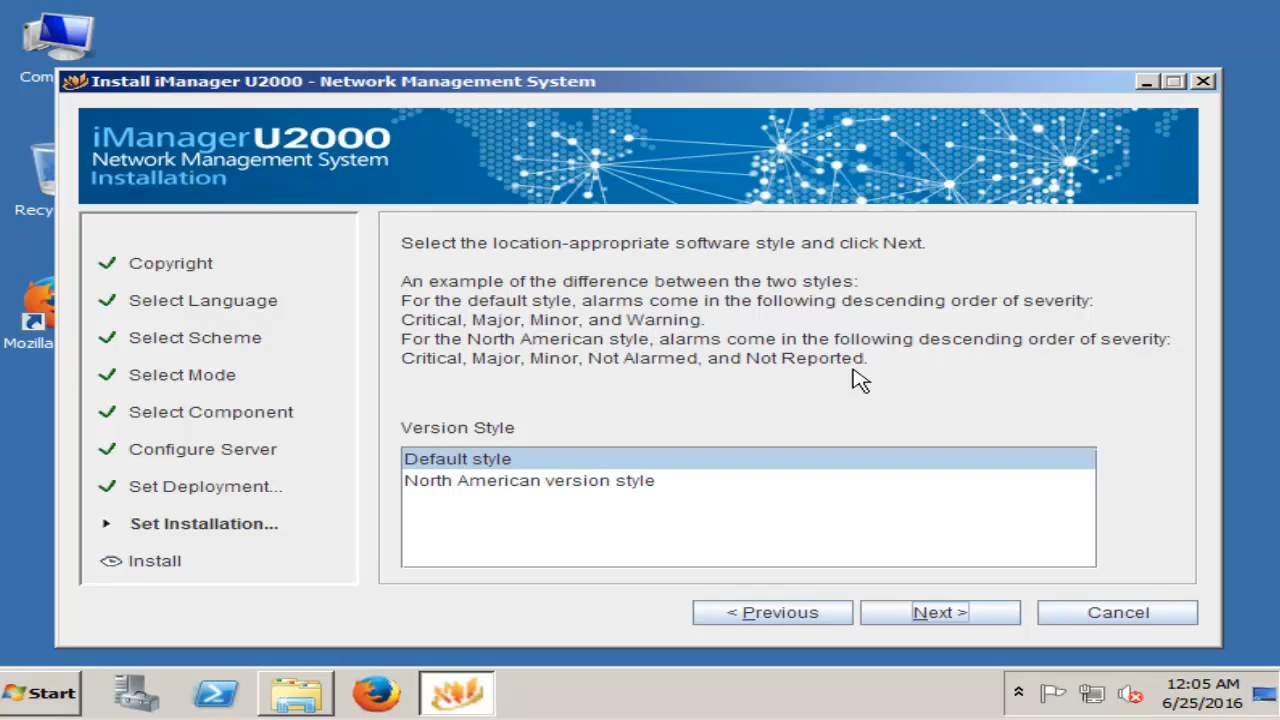 Com
Install iManager U2000 - Network Management System
iManager U2000
Network Management System
Installation
Recy
Mozilla
Copyright
Select Language
Select Scheme
Select Mode
Select Component
Configure Server
Set Deployment...
Set Installation...
Install
Select the location-appropriate software style and click Next.
An example of the difference between the two styles:
For the default style, alarms come in the following descending order of severity:
Critical, Major, Minor, and Warning.
For the North American style, alarms come in the following descending order of severity:
Critical, Major, Minor, Not Alarmed, and Not Reported.
Version Style
Default style
North American version style
< Previous
Next >
Cancel
Start
12:05 AM
6/25/2016